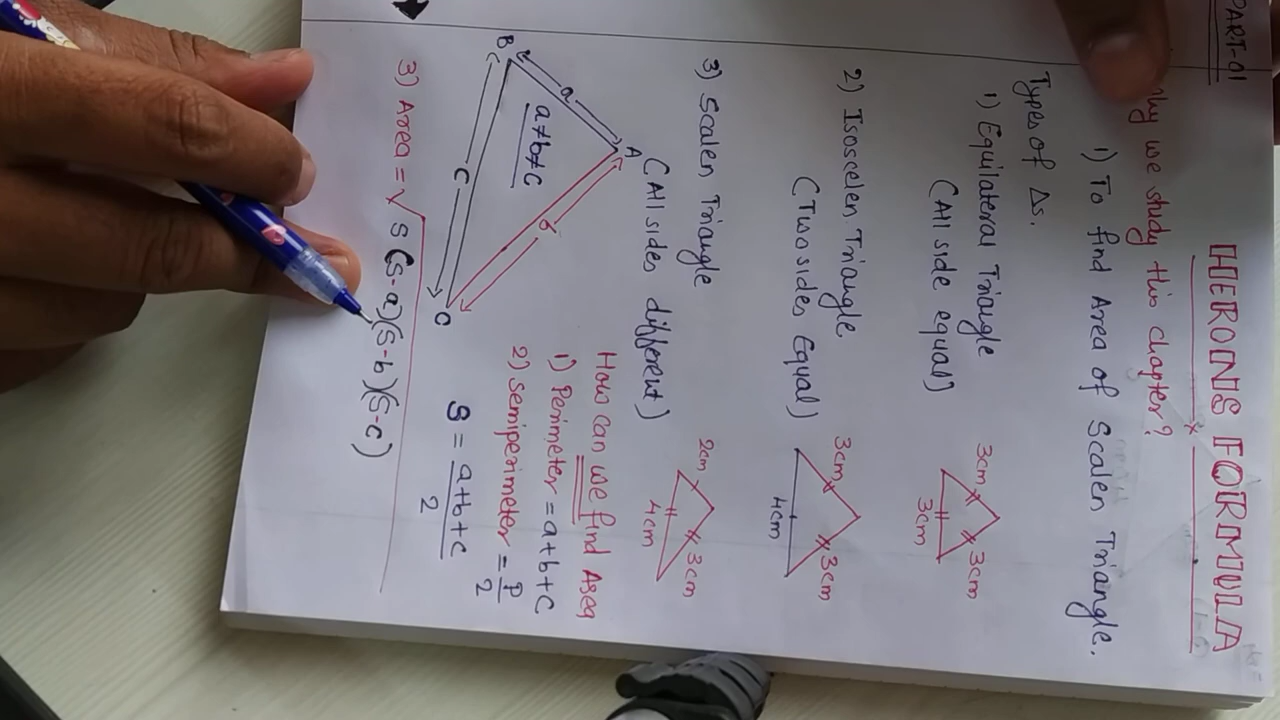 PART-01
HERONS FORMULA
why we study this chapter?
1) To find Area of Scalen Triangle.
Types of Δs.
1) Equilateral Triangle
(All side equal)
3cm
3cm
3cm
2) Isoscelen Triangle
(Two sides Equal)
3cm
3cm
4cm
3) Scalen Triangle
(All sides different)
2cm
3cm
4cm
B
a
A
a≠b≠c
b
c
C
How can we find Area
1) Perimeter = a+b+c
2) Semiperimeter = P/2
S = a+b+c/2
3) Area = √s(s-a)(s-b)(s-c)